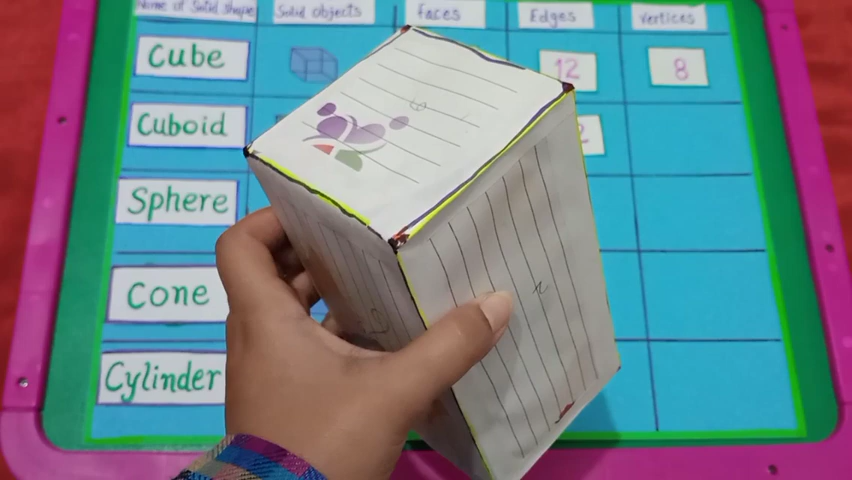 Name of Solid shape Solid objects faces Edges Vertices
Cube 12 8
Cuboid
Sphere
Cone
Cylinder